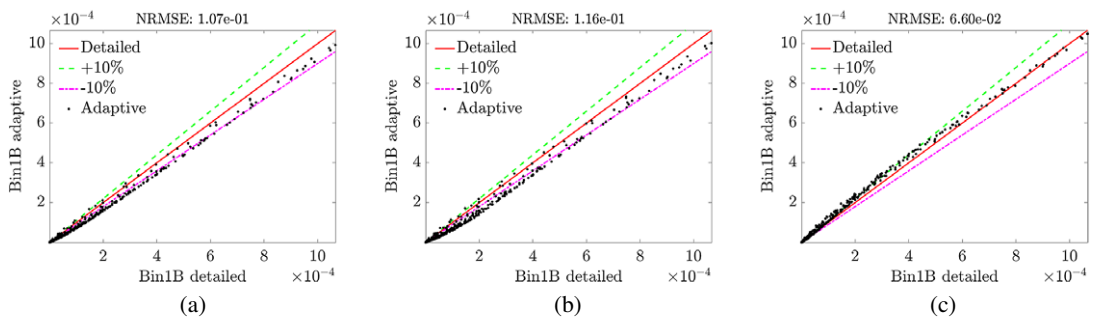 ×10⁻⁴ NRMSE: 1.07e-01
10
8
6
4
2
Bin1B adaptive
Detailed
+10%
-10%
Adaptive
2 4 6 8 10
Bin1B detailed ×10⁻⁴
(a)
×10⁻⁴ NRMSE: 1.16e-01
10
8
6
4
2
Bin1B adaptive
Detailed
+10%
-10%
Adaptive
2 4 6 8 10
Bin1B detailed ×10⁻⁴
(b)
×10⁻⁴ NRMSE: 6.60e-02
10
8
6
4
2
Bin1B adaptive
Detailed
+10%
-10%
Adaptive
2 4 6 8 10
Bin1B detailed ×10⁻⁴
(c)